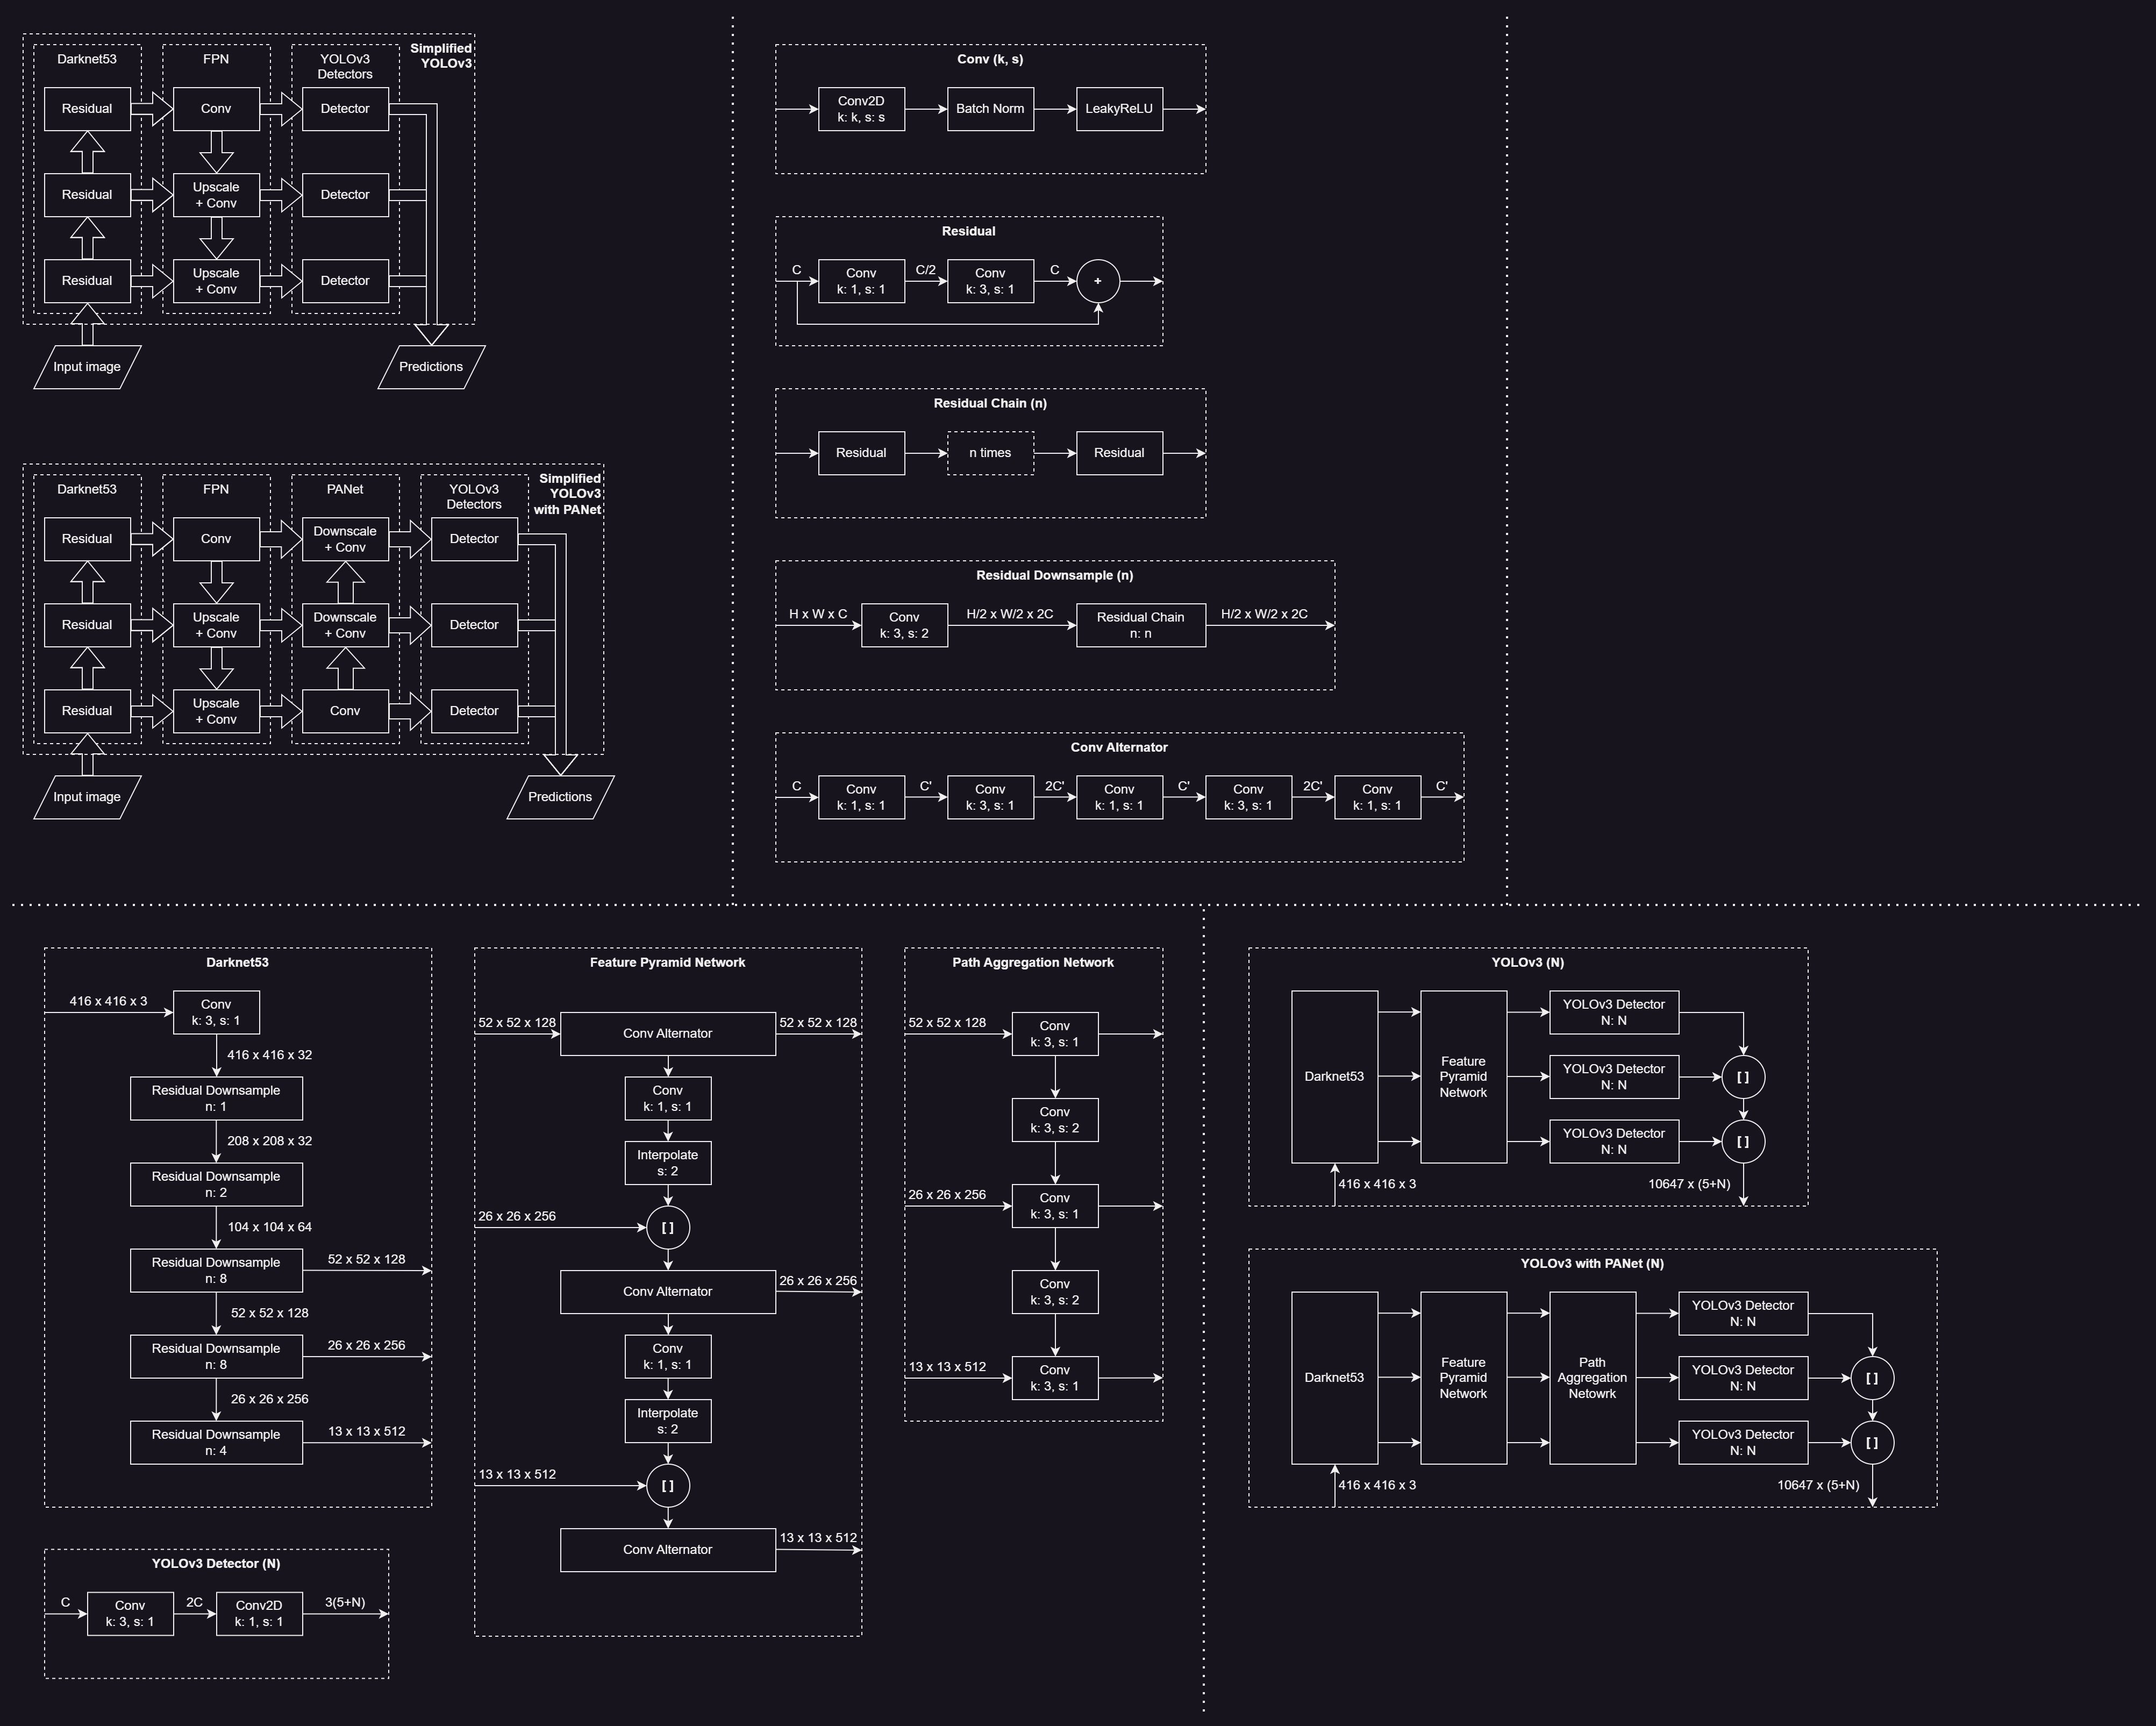 Simplified
YOLOv3
Darknet53
FPN
YOLOv3
Detectors
Residual
Conv
Detector
Residual
Upscale
+ Conv
Detector
Residual
Upscale
+ Conv
Detector
Input image
Predictions
Simplified
YOLOv3
with PANet
Darknet53
FPN
PANet
YOLOv3
Detectors
Residual
Conv
Downscale
+ Conv
Detector
Residual
Upscale
+ Conv
Downscale
+ Conv
Detector
Residual
Upscale
+ Conv
Conv
Detector
Input image
Predictions
Conv (k, s)
Conv2D
k: k, s: s
Batch Norm
LeakyReLU
Residual
C
Conv
k: 1, s: 1
C/2
Conv
k: 3, s: 1
C
+
Residual Chain (n)
Residual
n times
Residual
Residual Downsample (n)
H x W x C
Conv
k: 3, s: 2
H/2 x W/2 x 2C
Residual Chain
n: n
H/2 x W/2 x 2C
Conv Alternator
C
Conv
k: 1, s: 1
C'
Conv
k: 3, s: 1
2C'
Conv
k: 1, s: 1
C'
Conv
k: 3, s: 1
2C'
Conv
k: 1, s: 1
C'
Darknet53
416 x 416 x 3
Conv
k: 3, s: 1
416 x 416 x 32
Residual Downsample
n: 1
208 x 208 x 32
Residual Downsample
n: 2
104 x 104 x 64
Residual Downsample
n: 8
52 x 52 x 128
52 x 52 x 128
Residual Downsample
n: 8
26 x 26 x 256
26 x 26 x 256
Residual Downsample
n: 4
13 x 13 x 512
YOLOv3 Detector (N)
C
Conv
k: 3, s: 1
2C
Conv2D
k: 1, s: 1
3(5+N)
Feature Pyramid Network
52 x 52 x 128
Conv Alternator
52 x 52 x 128
Conv
k: 1, s: 1
Interpolate
s: 2
26 x 26 x 256
[ ]
Conv Alternator
26 x 26 x 256
Conv
k: 1, s: 1
Interpolate
s: 2
13 x 13 x 512
[ ]
Conv Alternator
13 x 13 x 512
Path Aggregation Network
52 x 52 x 128
Conv
k: 3, s: 1
Conv
k: 3, s: 2
26 x 26 x 256
Conv
k: 3, s: 1
Conv
k: 3, s: 2
13 x 13 x 512
Conv
k: 3, s: 1
YOLOv3 (N)
Darknet53
Feature
Pyramid
Network
YOLOv3 Detector
N: N
YOLOv3 Detector
N: N
[ ]
YOLOv3 Detector
N: N
[ ]
416 x 416 x 3
10647 x (5+N)
YOLOv3 with PANet (N)
Darknet53
Feature
Pyramid
Network
Path
Aggregation
Netowrk
YOLOv3 Detector
N: N
YOLOv3 Detector
N: N
[ ]
YOLOv3 Detector
N: N
[ ]
416 x 416 x 3
10647 x (5+N)